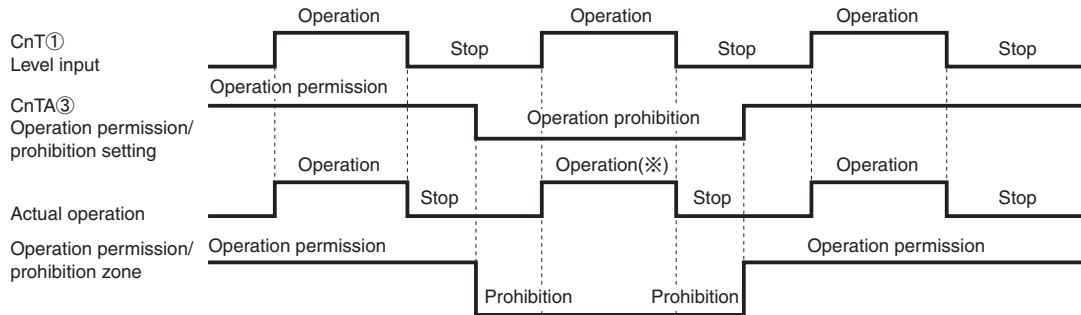 Operation Operation Operation
CnT① Stop Stop Stop
Level input
Operation permission
CnTA③
Operation permission/ Operation prohibition
prohibition setting
Operation Operation(※) Operation
Stop Stop Stop
Actual operation
Operation permission/ Operation permission Operation permission
prohibition zone
Prohibition Prohibition